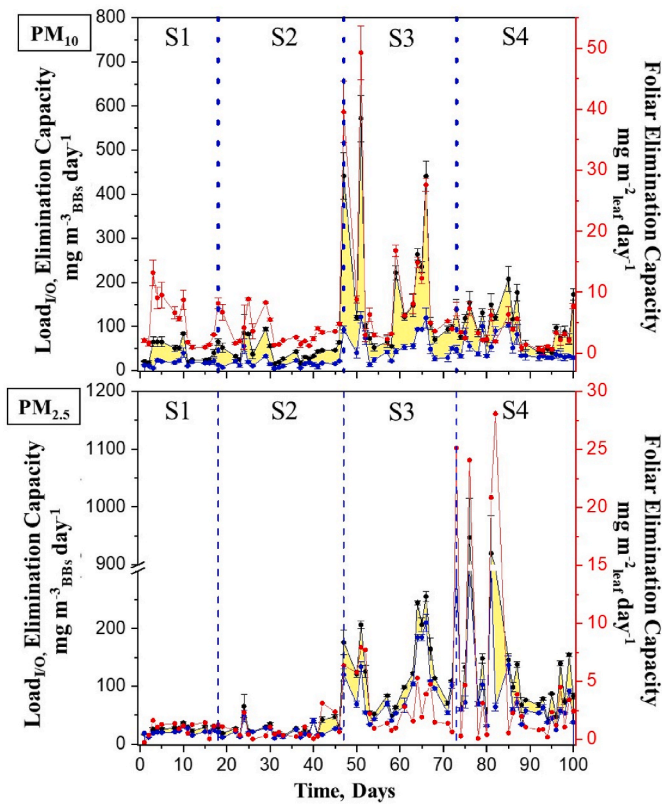 PM10
S1 S2 S3 S4
800
700
600
500
400
300
200
100
0
55
50
40
30
20
10
0
LoadI/O, Elimination Capacity
mg m-3BBs day-1
Foliar Elimination Capacity
mg m-2leaf day-1
PM2.5
S1 S2 S3 S4
1200
1100
1000
900
200
100
0
30
25
20
15
10
5
0
LoadI/O, Elimination Capacity
mg m-3BBs day-1
Foliar Elimination Capacity
mg m-2leaf day-1
0 10 20 30 40 50 60 70 80 90 100
Time, Days